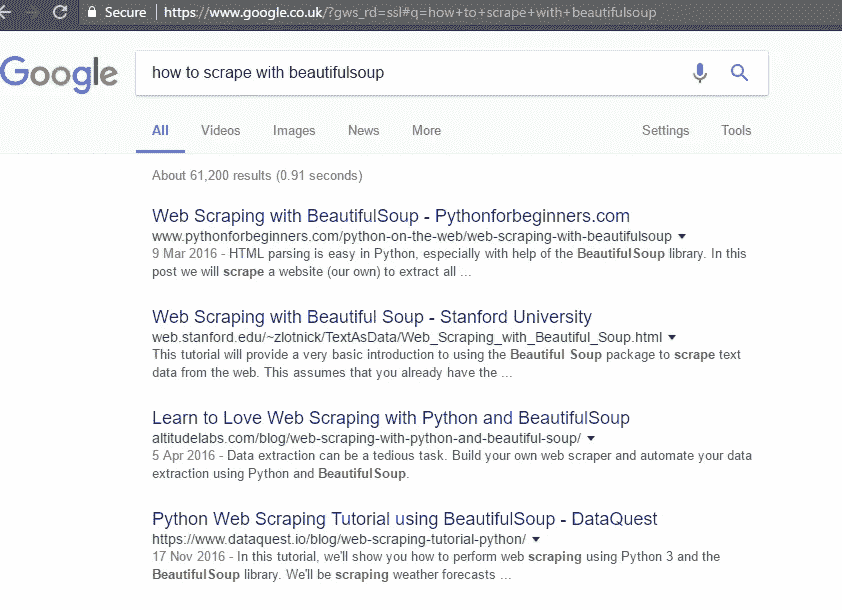 Secure https://www.google.co.uk/?gws_rd=ssl#q=how+to+scrape+with+beautifulsoup
Google
how to scrape with beautifulsoup
All Videos Images News More Settings Tools
About 61,200 results (0.91 seconds)
Web Scraping with BeautifulSoup - Pythonforbeginners.com
www.pythonforbeginners.com/python-on-the-web/web-scraping-with-beautifulsoup
9 Mar 2016 - HTML parsing is easy in Python, especially with help of the BeautifulSoup library. In this
post we will scrape a website (our own) to extract all ...
Web Scraping with Beautiful Soup - Stanford University
web.stanford.edu/~zlotnick/TextAsData/Web_Scraping_with_Beautiful_Soup.html
This tutorial will provide a very basic introduction to using the Beautiful Soup package to scrape text
data from the web. This assumes that you already have the ...
Learn to Love Web Scraping with Python and BeautifulSoup
altitudelabs.com/blog/web-scraping-with-python-and-beautiful-soup/
5 Apr 2016 - Data extraction can be a tedious task. Build your own web scraper and automate your data
extraction using Python and BeautifulSoup.
Python Web Scraping Tutorial using BeautifulSoup - DataQuest
https://www.dataquest.io/blog/web-scraping-tutorial-python/
17 Nov 2016 - In this tutorial, we'll show you how to perform web scraping using Python 3 and the
BeautifulSoup library. We'll be scraping weather forecasts ...